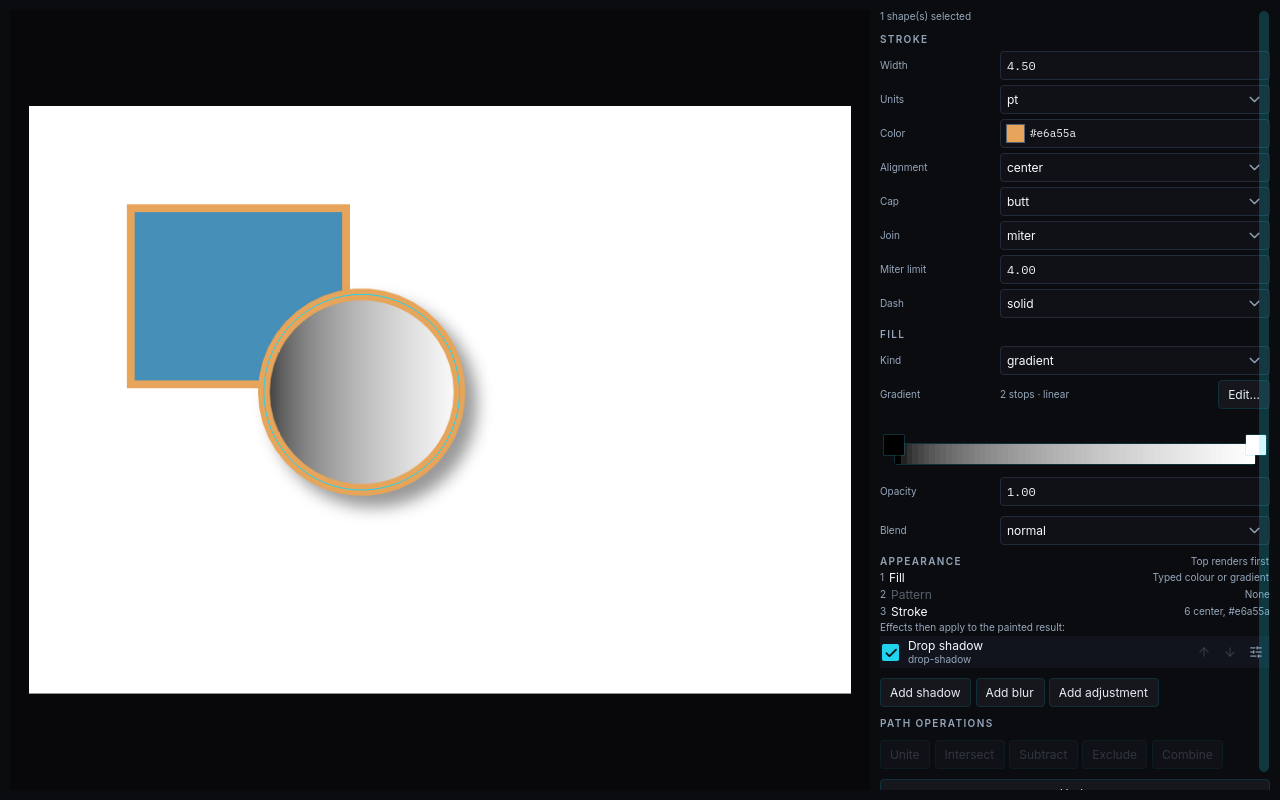 1 shape(s) selected
STROKE
Width 4.50
Units pt
Color #e6a55a
Alignment center
Cap butt
Join miter
Miter limit 4.00
Dash solid
FILL
Kind gradient
Gradient 2 stops · linear Edit...
Opacity 1.00
Blend normal
APPEARANCE Top renders first
1 Fill Typed colour or gradient
2 Pattern None
3 Stroke 6 center, #e6a55a
Effects then apply to the painted result:
Drop shadow
drop-shadow
Add shadow Add blur Add adjustment
PATH OPERATIONS
Unite Intersect Subtract Exclude Combine